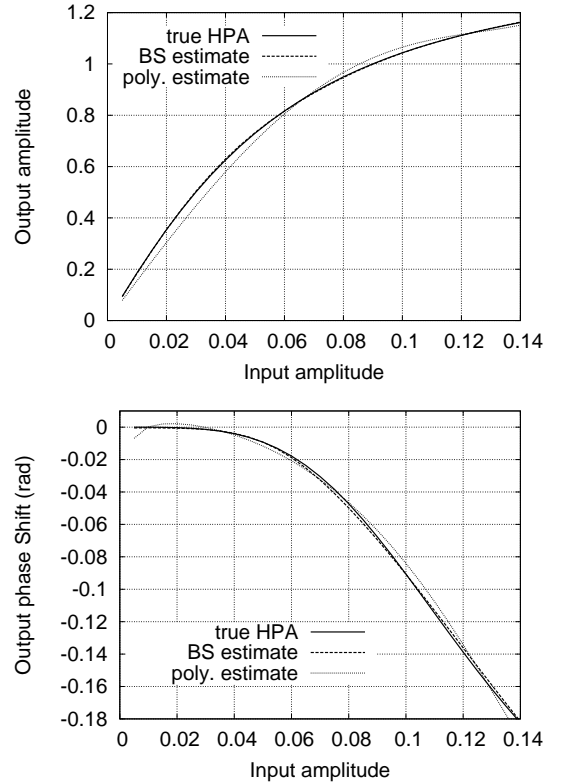 1.2
1
0.8
0.6
0.4
0.2
0
Output amplitude
true HPA
BS estimate
poly. estimate
0 0.02 0.04 0.06 0.08 0.1 0.12 0.14
Input amplitude
0
-0.02
-0.04
-0.06
-0.08
-0.1
-0.12
-0.14
-0.16
-0.18
Output phase Shift (rad)
true HPA
BS estimate
poly. estimate
0 0.02 0.04 0.06 0.08 0.1 0.12 0.14
Input amplitude